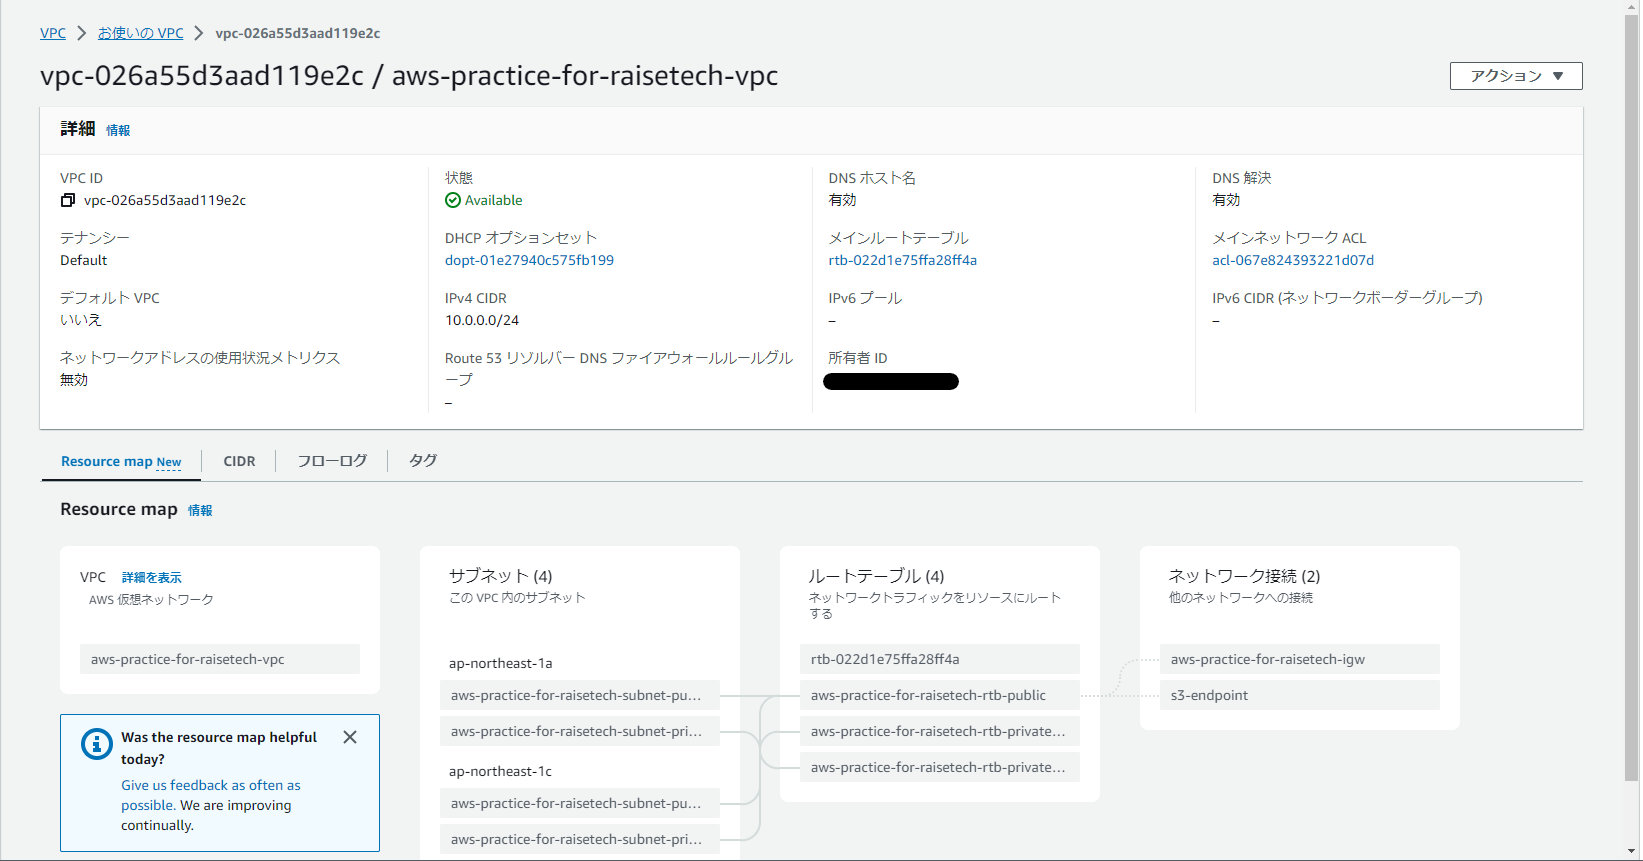 VPC > お使いの VPC > vpc-026a55d3aad119e2c
vpc-026a55d3aad119e2c / aws-practice-for-raisetech-vpc
アクション ▼
詳細 情報
VPC ID
vpc-026a55d3aad119e2c
状態
Available
DNS ホスト名
有効
DNS 解決
有効
テナンシー
Default
DHCP オプションセット
dopt-01e27940c575fb199
メインルートテーブル
rtb-022d1e75ffa28ff4a
メインネットワーク ACL
acl-067e824393221d07d
デフォルト VPC
いいえ
IPv4 CIDR
10.0.0.0/24
IPv6 プール
–
IPv6 CIDR (ネットワークボーダーグループ)
–
ネットワークアドレスの使用状況メトリクス
無効
Route 53 リゾルバー DNS ファイアウォールルールグル
ープ
–
所有者 ID
Resource map New
CIDR
フローログ
タグ
Resource map 情報
VPC 詳細を表示
AWS 仮想ネットワーク
aws-practice-for-raisetech-vpc
Was the resource map helpful
today?
Give us feedback as often as
possible. We are improving
continually.
サブネット (4)
この VPC 内のサブネット
ap-northeast-1a
aws-practice-for-raisetech-subnet-pu...
aws-practice-for-raisetech-subnet-pri...
ap-northeast-1c
aws-practice-for-raisetech-subnet-pu...
aws-practice-for-raisetech-subnet-pri...
ルートテーブル (4)
ネットワークトラフィックをリソースにルート
する
rtb-022d1e75ffa28ff4a
aws-practice-for-raisetech-rtb-public
aws-practice-for-raisetech-rtb-private...
aws-practice-for-raisetech-rtb-private...
ネットワーク接続 (2)
他のネットワークへの接続
aws-practice-for-raisetech-igw
s3-endpoint